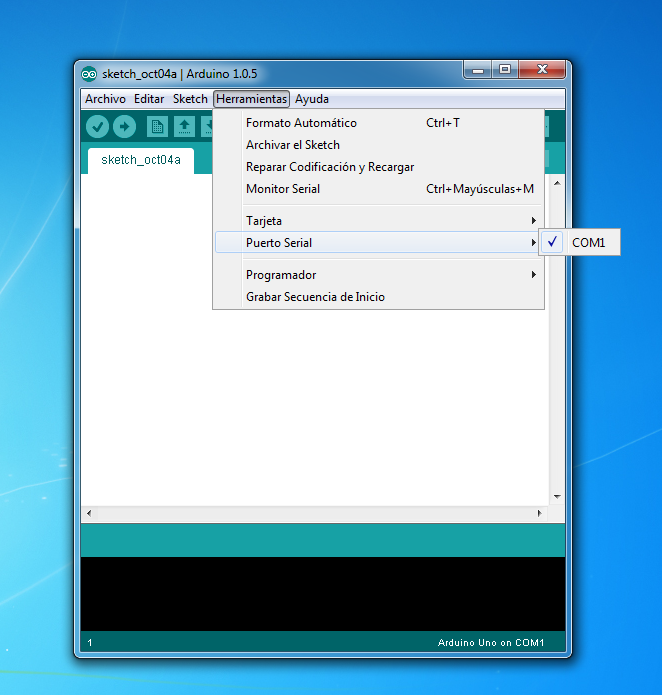 sketch_oct04a | Arduino 1.0.5
Archivo Editar Sketch Herramientas Ayuda
Formato Automático Ctrl+T
Archivar el Sketch
sketch_oct04a
Reparar Codificación y Recargar
Monitor Serial Ctrl+Mayúsculas+M
Tarjeta
Puerto Serial
COM1
Programador
Grabar Secuencia de Inicio
1 Arduino Uno on COM1